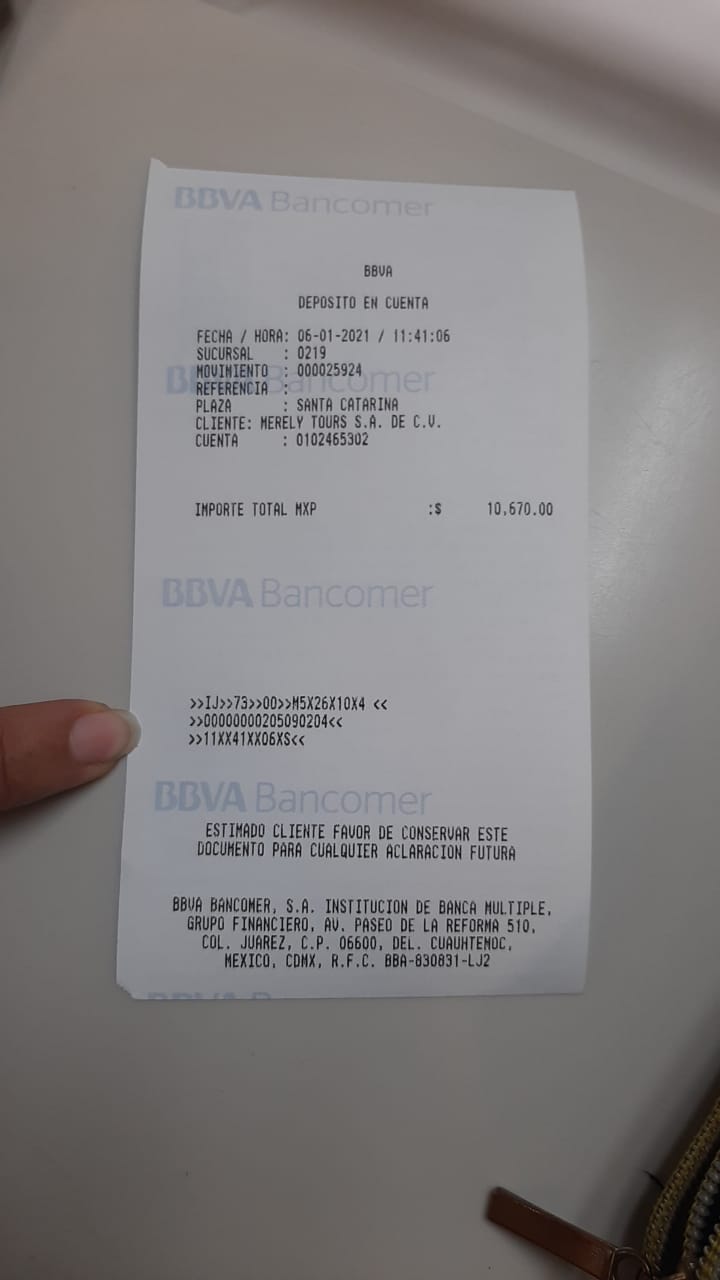 BBVA Bancomer
BBVA
DEPOSITO EN CUENTA
FECHA / HORA: 06-01-2021 / 11:41:06
SUCURSAL : 0219
MOVIMIENTO : 000025924
BBVA Bancomer
REFERENCIA :
PLAZA : SANTA CATARINA
CLIENTE: MERELY TOURS S.A. DE C.V.
CUENTA : 0102465302
IMPORTE TOTAL MXP :$ 10,670.00
BBVA Bancomer
>>IJ>>73>>00>>M5X26X10X4 <<
>>00000000205090204<<
>>11XX41XX06XS<<
BBVA Bancomer
ESTIMADO CLIENTE FAVOR DE CONSERVAR ESTE
DOCUMENTO PARA CUALQUIER ACLARACION FUTURA
BBVA BANCOMER, S.A. INSTITUCION DE BANCA MULTIPLE,
GRUPO FINANCIERO, AV. PASEO DE LA REFORMA 510,
COL. JUAREZ, C.P. 06600, DEL. CUAUHTEMOC,
MEXICO, CDMX, R.F.C. BBA-830831-LJ2